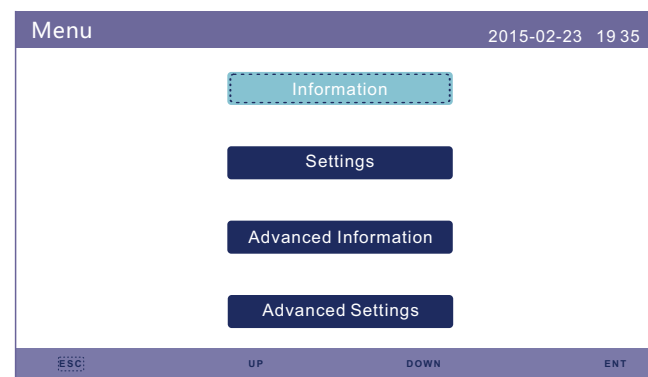 Menu
2015-02-23 19 35
Information
Settings
Advanced Information
Advanced Settings
ESC UP DOWN ENT